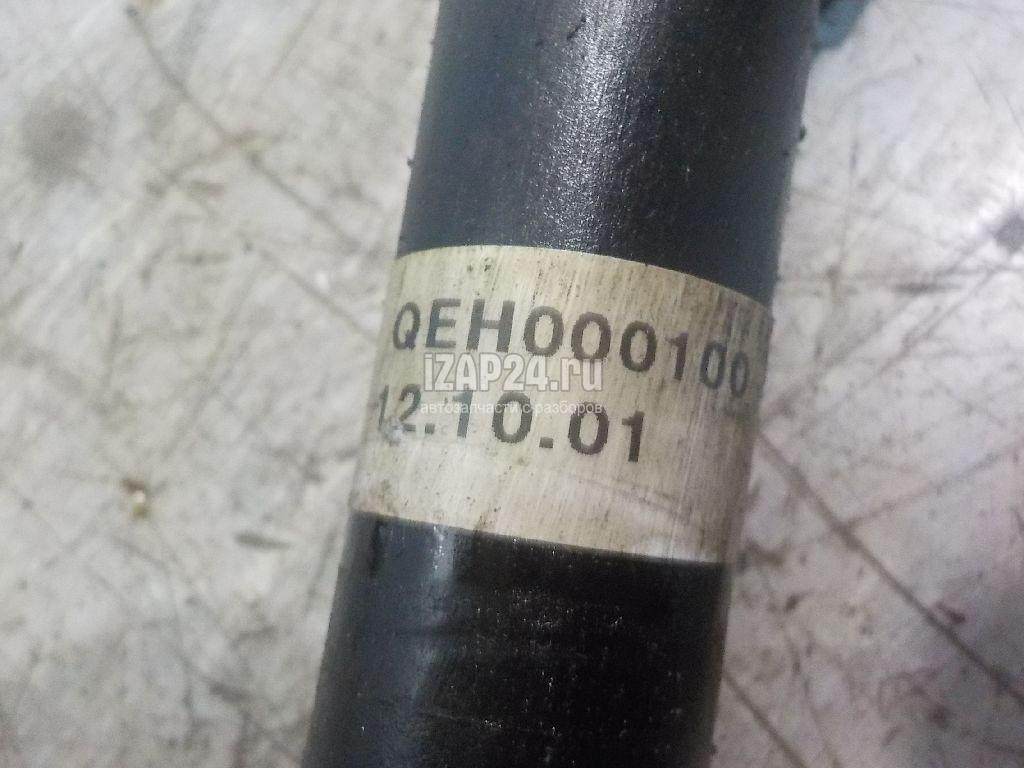 QEH000100
iZAP24.ru
автозапчасти с разборов
12.10.01